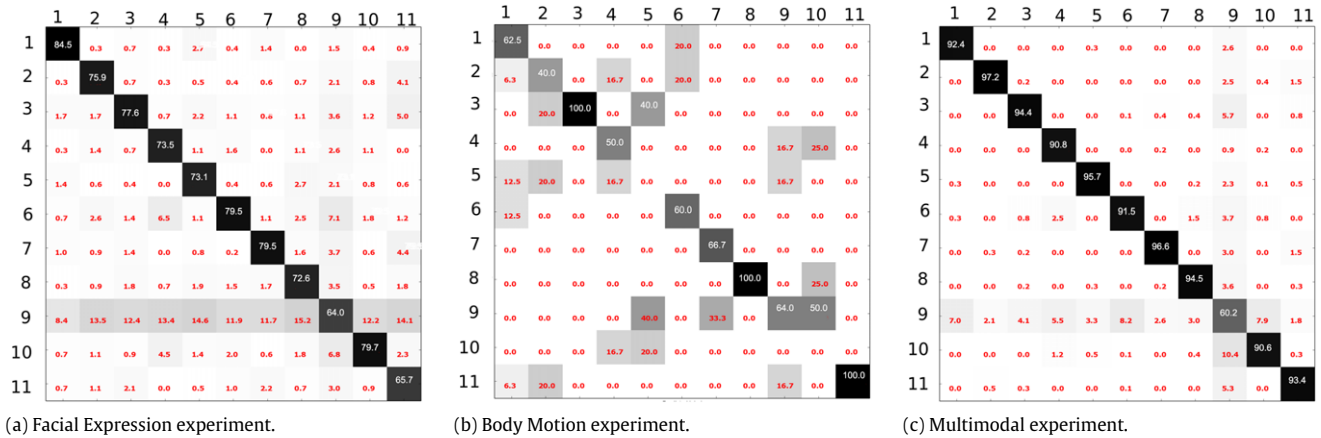 1 2 3 4 5 6 7 8 9 10 11
1 84.5 0.3 0.7 0.3 2.7 0.4 1.4 0.0 1.5 0.4 0.9
2 0.3 75.9 0.7 0.3 0.5 0.4 0.6 0.7 2.1 0.8 4.1
3 1.7 1.7 77.6 0.7 2.2 1.1 0.6 1.1 3.6 1.2 5.0
4 0.3 1.4 0.7 73.5 1.1 1.6 0.0 1.1 2.6 1.1 0.0
5 1.4 0.6 0.4 0.0 73.1 0.4 0.6 2.7 2.1 0.8 0.6
6 0.7 2.6 1.4 6.5 1.1 79.5 1.1 2.5 7.1 1.8 1.2
7 1.0 0.9 1.4 0.0 0.8 0.2 79.5 1.6 3.7 0.6 4.4
8 0.3 0.9 1.8 0.7 1.9 1.5 1.7 72.6 3.5 0.5 1.8
9 8.4 13.5 12.4 13.4 14.6 11.9 11.7 15.2 64.0 12.2 14.1
10 0.7 1.1 0.9 4.5 1.4 2.0 0.6 1.8 6.8 79.7 2.3
11 0.7 1.1 2.1 0.0 0.5 1.0 2.2 0.7 3.0 0.9 65.7
(a) Facial Expression experiment.
1 2 3 4 5 6 7 8 9 10 11
1 62.5 0.0 0.0 0.0 0.0 20.0 0.0 0.0 0.0 0.0 0.0
2 6.3 40.0 0.0 16.7 0.0 20.0 0.0 0.0 0.0 0.0 0.0
3 0.0 20.0 100.0 0.0 40.0 0.0 0.0 0.0 0.0 0.0 0.0
4 0.0 0.0 0.0 50.0 0.0 0.0 0.0 0.0 16.7 25.0 0.0
5 12.5 20.0 0.0 16.7 0.0 0.0 0.0 0.0 16.7 0.0 0.0
6 12.5 0.0 0.0 0.0 0.0 60.0 0.0 0.0 0.0 0.0 0.0
7 0.0 0.0 0.0 0.0 0.0 0.0 66.7 0.0 0.0 0.0 0.0
8 0.0 0.0 0.0 0.0 0.0 0.0 0.0 100.0 0.0 25.0 0.0
9 0.0 0.0 0.0 0.0 40.0 0.0 33.3 0.0 64.0 50.0 0.0
10 0.0 0.0 0.0 16.7 20.0 0.0 0.0 0.0 0.0 0.0 0.0
11 6.3 20.0 0.0 0.0 0.0 0.0 0.0 0.0 16.7 0.0 100.0
(b) Body Motion experiment.
1 2 3 4 5 6 7 8 9 10 11
1 92.4 0.0 0.0 0.0 0.3 0.0 0.0 0.0 2.6 0.0 0.0
2 0.0 97.2 0.2 0.0 0.0 0.0 0.0 0.0 2.5 0.4 1.5
3 0.0 0.0 94.4 0.0 0.0 0.1 0.4 0.4 5.7 0.0 0.8
4 0.0 0.0 0.0 90.8 0.0 0.0 0.2 0.0 0.9 0.2 0.0
5 0.3 0.0 0.0 0.0 95.7 0.0 0.0 0.2 2.3 0.1 0.5
6 0.3 0.0 0.8 2.5 0.0 91.5 0.0 1.5 3.7 0.8 0.0
7 0.0 0.3 0.2 0.0 0.0 0.0 96.6 0.0 3.0 0.0 1.5
8 0.0 0.0 0.2 0.0 0.3 0.0 0.2 94.5 3.6 0.0 0.3
9 7.0 2.1 4.1 5.5 3.3 8.2 2.6 3.0 60.2 7.9 1.8
10 0.0 0.0 0.0 1.2 0.5 0.1 0.0 0.4 10.4 90.6 0.3
11 0.0 0.5 0.3 0.0 0.0 0.1 0.0 0.0 5.3 0.0 93.4
(c) Multimodal experiment.